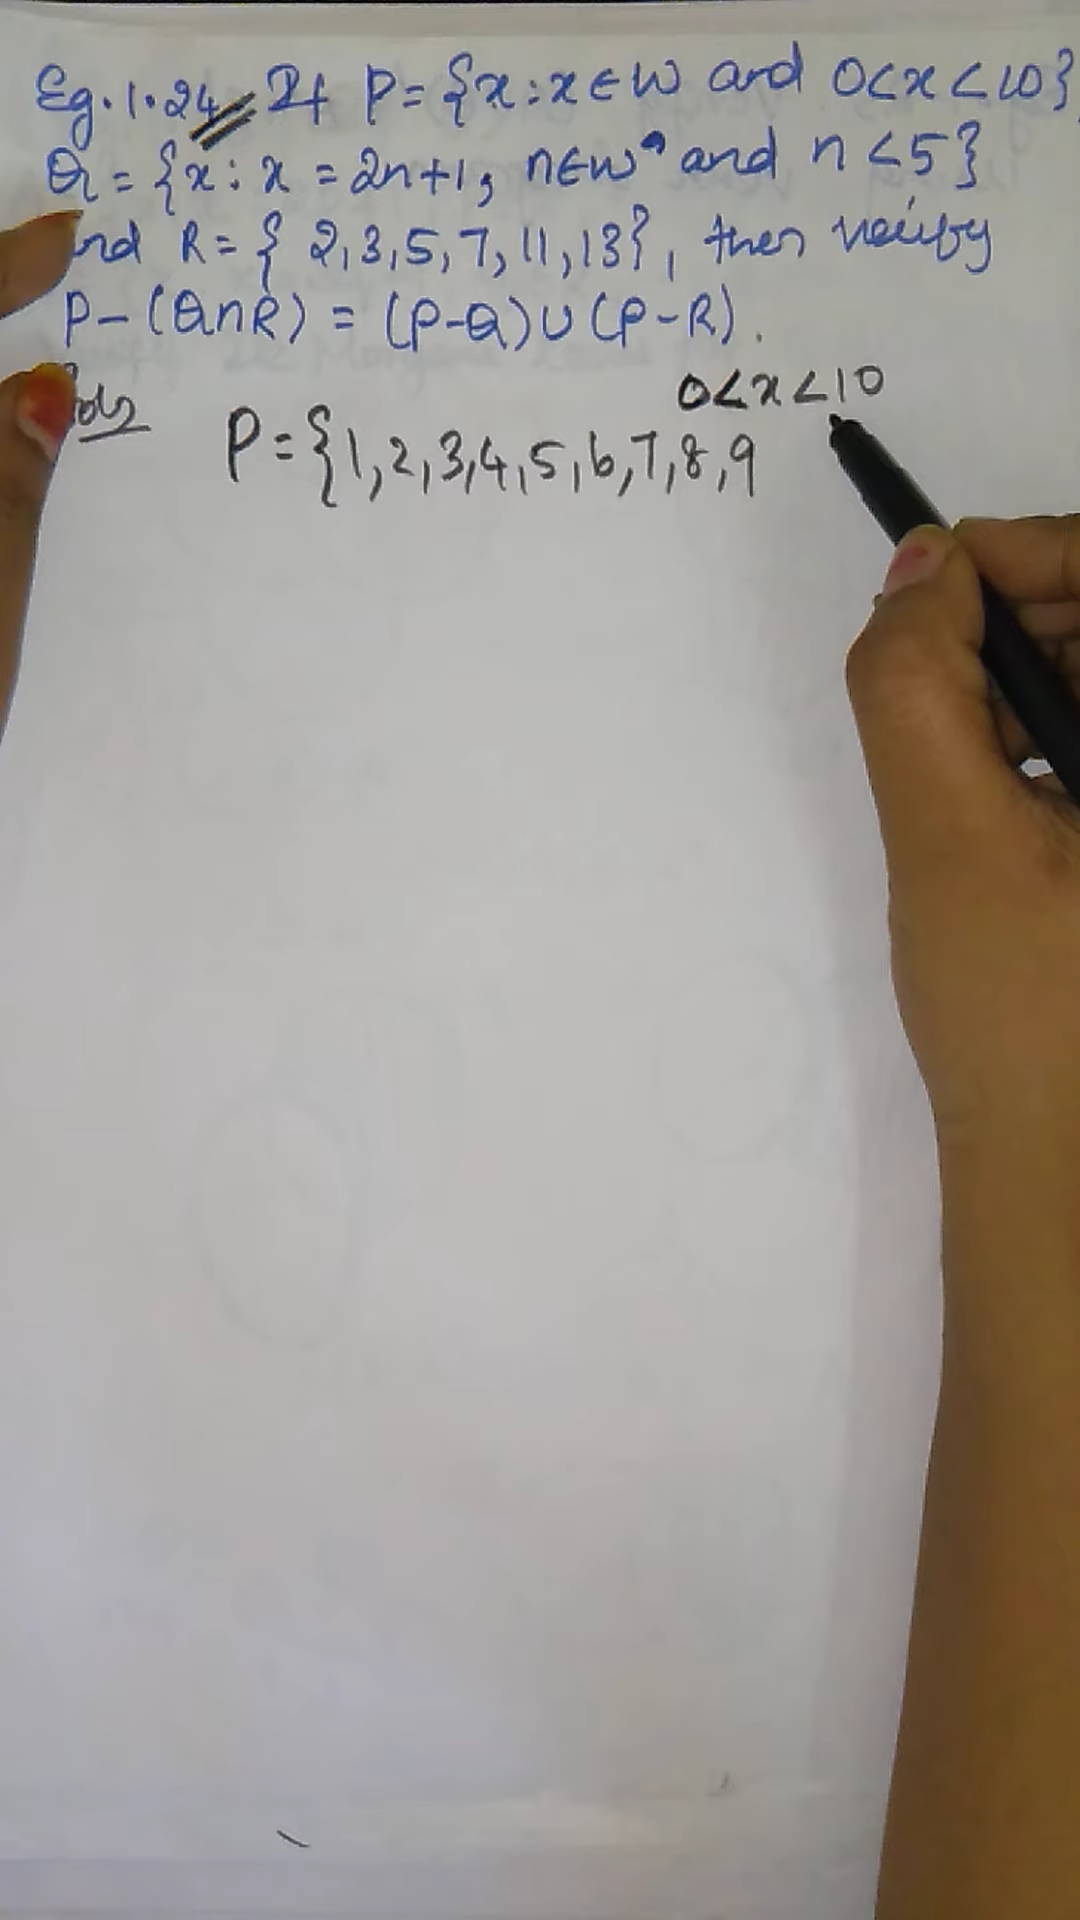 Eg. 1.24 If P = {x : x ∈ W and 0 < x < 10},
Q = {x : x = 2n+1, n ∈ W and n < 5}
and R = { 2, 3, 5, 7, 11, 13}, then verify
P − (Q ∩ R) = (P − Q) ∪ (P − R).
Soln
0 < x < 10
P = {1, 2, 3, 4, 5, 6, 7, 8, 9